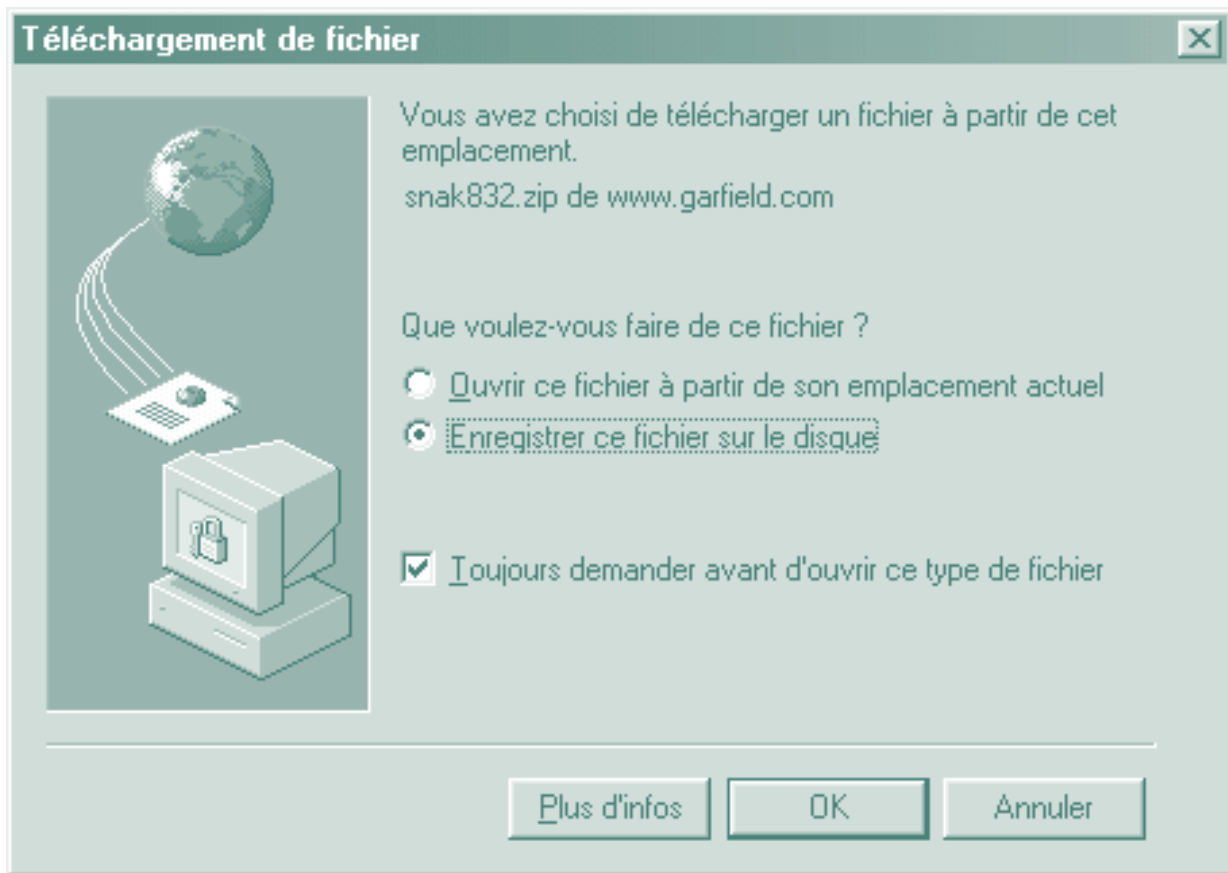 Téléchargement de fichier
Vous avez choisi de télécharger un fichier à partir de cet
emplacement.
snak832.zip de www.garfield.com
Que voulez-vous faire de ce fichier ?
Ouvrir ce fichier à partir de son emplacement actuel
Enregistrer ce fichier sur le disque
Toujours demander avant d'ouvrir ce type de fichier
Plus d'infos
OK
Annuler